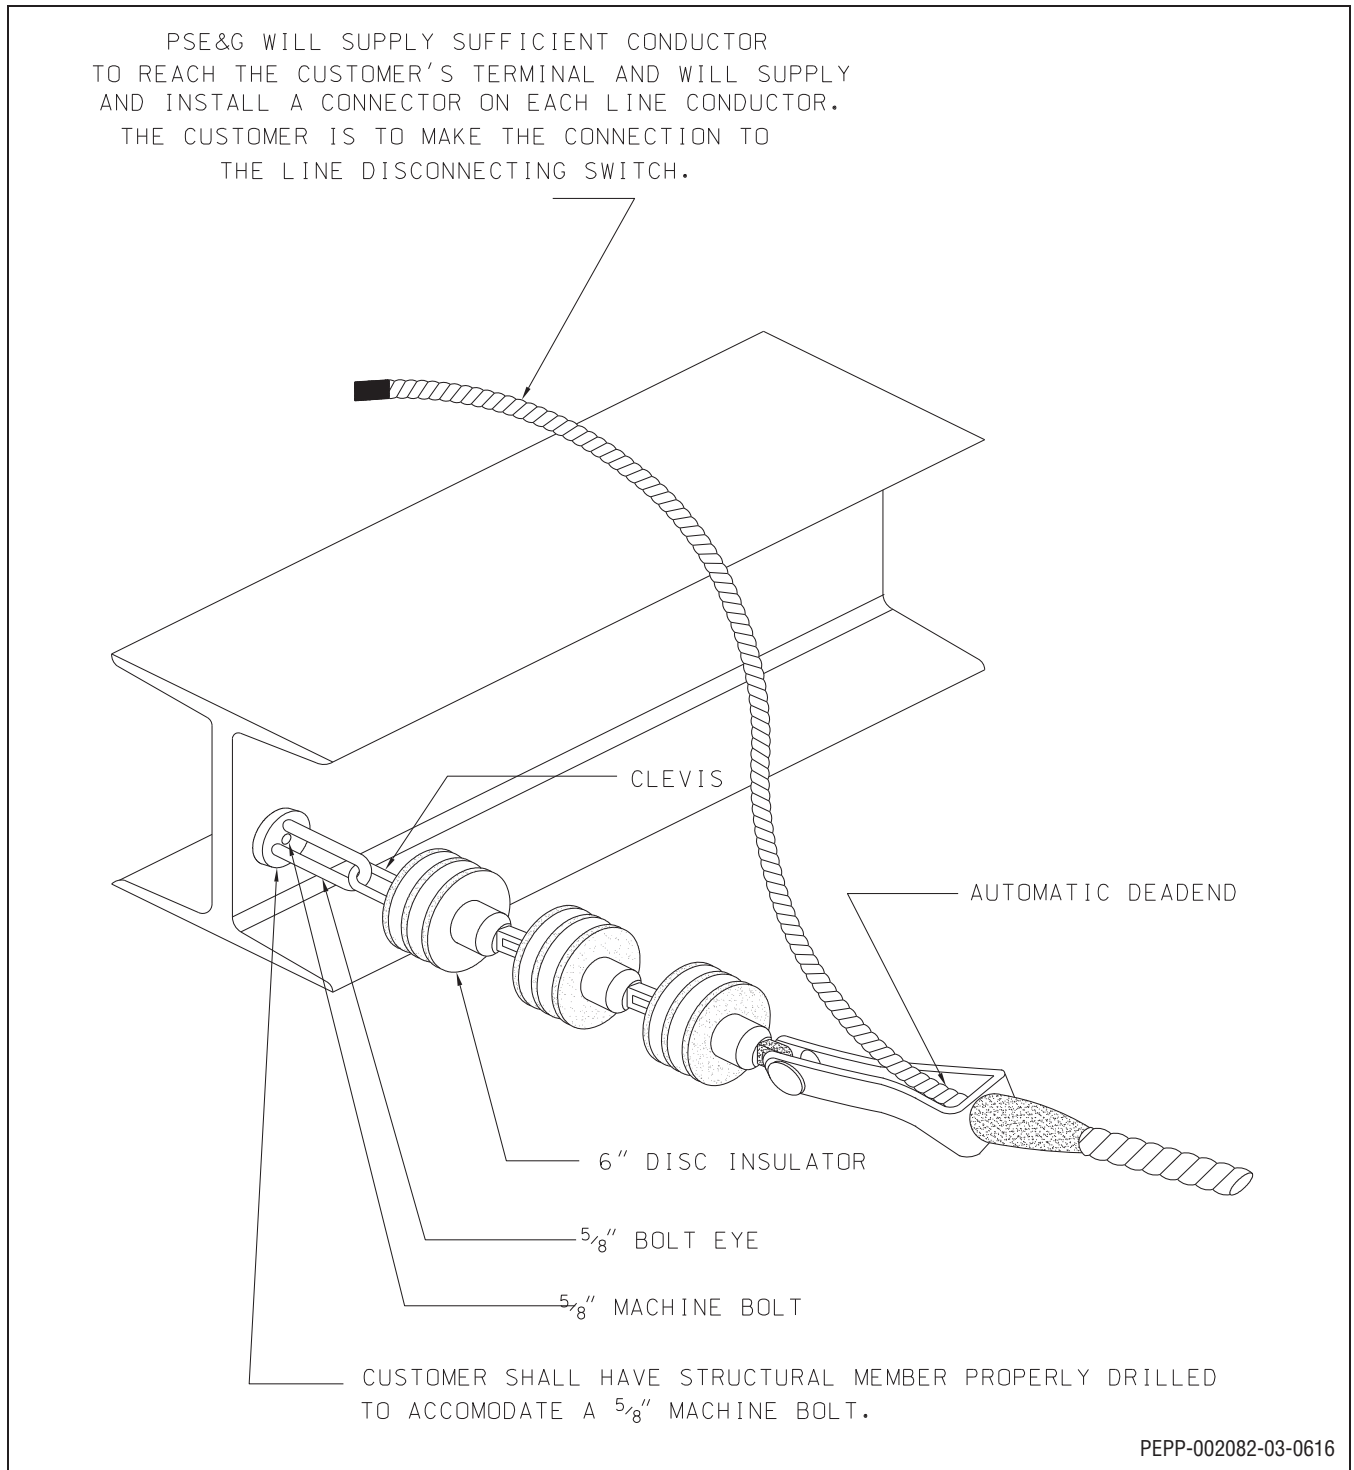 PSE&G WILL SUPPLY SUFFICIENT CONDUCTOR
TO REACH THE CUSTOMER'S TERMINAL AND WILL SUPPLY
AND INSTALL A CONNECTOR ON EACH LINE CONDUCTOR.
THE CUSTOMER IS TO MAKE THE CONNECTION TO
THE LINE DISCONNECTING SWITCH.
CLEVIS
AUTOMATIC DEADEND
6" DISC INSULATOR
5/8" BOLT EYE
5/8" MACHINE BOLT
CUSTOMER SHALL HAVE STRUCTURAL MEMBER PROPERLY DRILLED
TO ACCOMODATE A 5/8" MACHINE BOLT.
PEPP-002082-03-0616